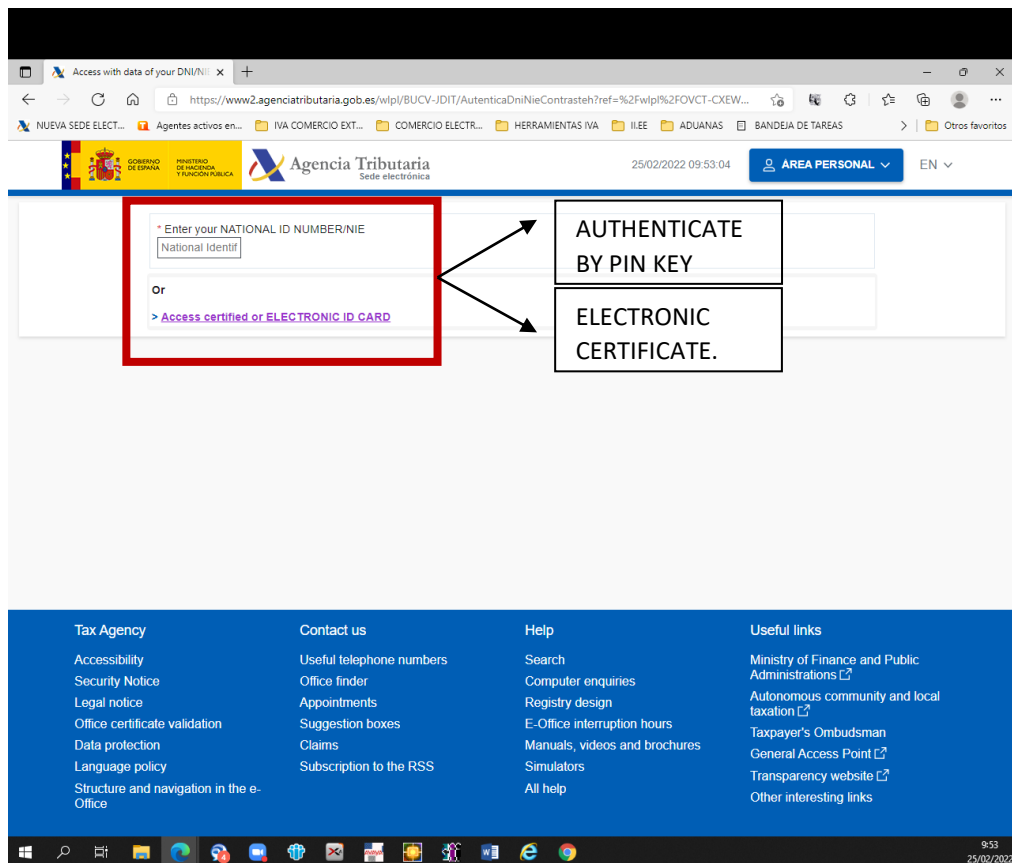 Access with data of your DNI/NI
https://www2.agenciatributaria.gob.es/wlpl/BUCV-JDIT/AutenticaDniNieContrasteh?ref=%2Fwlpl%2FOVCT-CXEW...
NUEVA SEDE ELECT... Agentes activos en... IVA COMERCIO EXT... COMERCIO ELECTR... HERRAMIENTAS IVA II.EE ADUANAS BANDEJA DE TAREAS Otros favoritos
GOBIERNO DE ESPAÑA
MINISTERIO DE HACIENDA Y FUNCIÓN PÚBLICA
Agencia Tributaria
Sede electrónica
25/02/2022 09:53:04
ÁREA PERSONAL
EN
* Enter your NATIONAL ID NUMBER/NIE
National Identif
Or
> Access certified or ELECTRONIC ID CARD
AUTHENTICATE
BY PIN KEY
ELECTRONIC
CERTIFICATE.
Tax Agency
Accessibility
Security Notice
Legal notice
Office certificate validation
Data protection
Language policy
Structure and navigation in the e-
Office
Contact us
Useful telephone numbers
Office finder
Appointments
Suggestion boxes
Claims
Subscription to the RSS
Help
Search
Computer enquiries
Registry design
E-Office interruption hours
Manuals, videos and brochures
Simulators
All help
Useful links
Ministry of Finance and Public
Administrations
Autonomous community and local
taxation
Taxpayer's Ombudsman
General Access Point
Transparency website
Other interesting links
9:53
25/02/2022